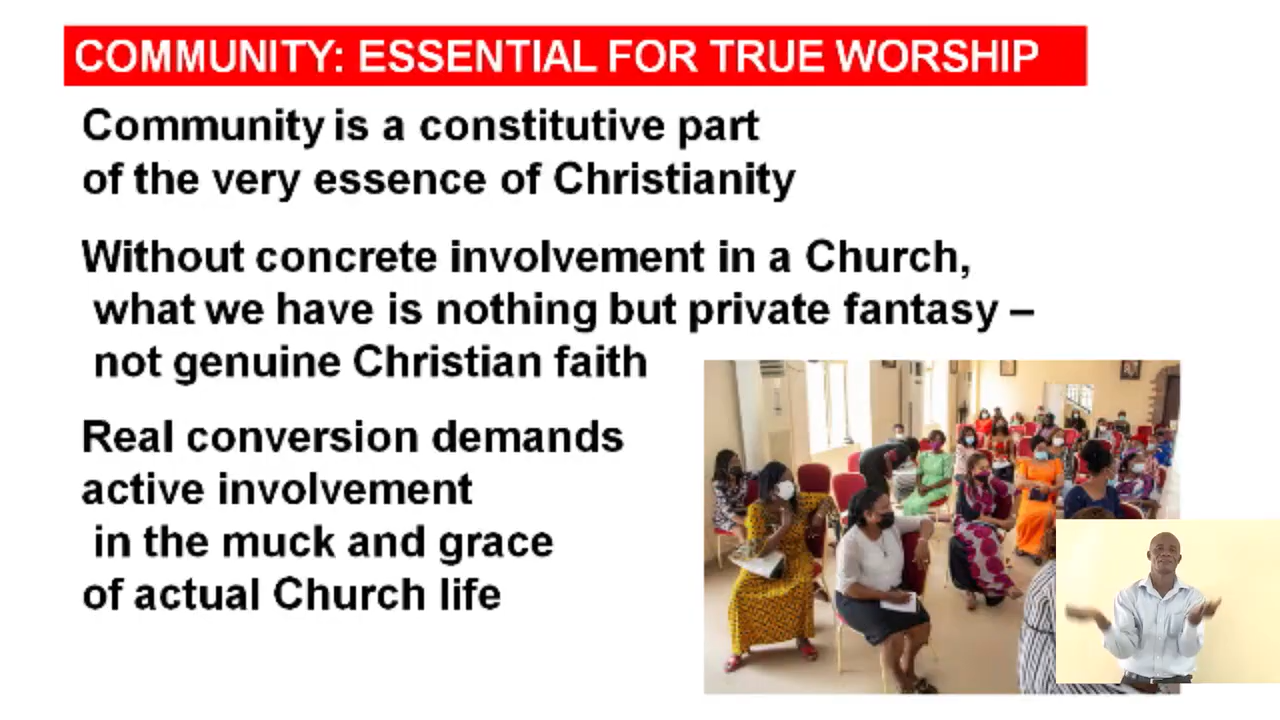 COMMUNITY: ESSENTIAL FOR TRUE WORSHIP
Community is a constitutive part
of the very essence of Christianity
Without concrete involvement in a Church,
what we have is nothing but private fantasy –
not genuine Christian faith
Real conversion demands
active involvement
in the muck and grace
of actual Church life